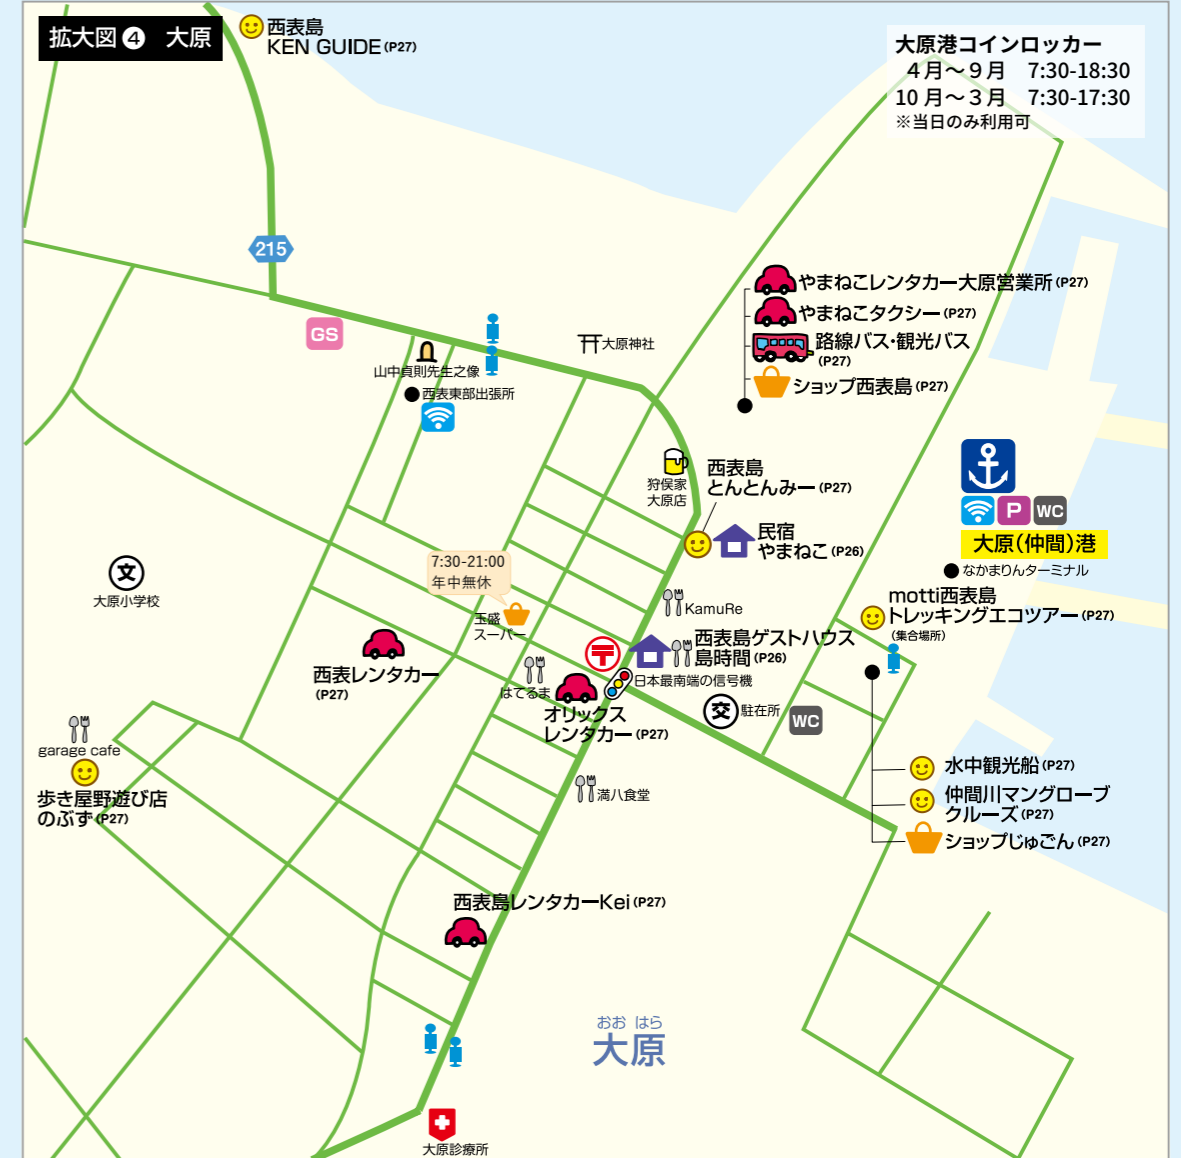 拡大図❹ 大原
西表島
KEN GUIDE(P27)
大原港コインロッカー
４月～９月 7:30-18:30
10月～３月 7:30-17:30
※当日のみ利用可
215
GS
山中貞則先生之像
西表東部出張所
大原神社
やまねこレンタカー大原営業所(P27)
やまねこタクシー(P27)
路線バス・観光バス
(P27)
ショップ西表島(P27)
狩俣家
大原店
西表島
とんとんみー(P27)
民宿
やまねこ(P26)
P
WC
大原(仲間)港
なかまりんターミナル
motti西表島
トレッキングエコツアー(P27)
(集合場所)
文
大原小学校
7:30-21:00
年中無休
玉盛
スーパー
KamuRe
西表島ゲストハウス
島時間(P26)
日本最南端の信号機
西表レンタカー
(P27)
はてるま
オリックス
レンタカー(P27)
交
駐在所
WC
garage cafe
歩き屋野遊び店
のぶず(P27)
満八食堂
水中観光船(P27)
仲間川マングローブ
クルーズ(P27)
ショップじゅごん(P27)
西表島レンタカーKei(P27)
おお はら
大原
大原診療所